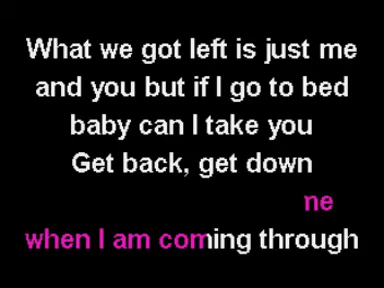 What we got left is just me
and you but if I go to bed
baby can I take you
Get back, get down
ne
when I am coming through